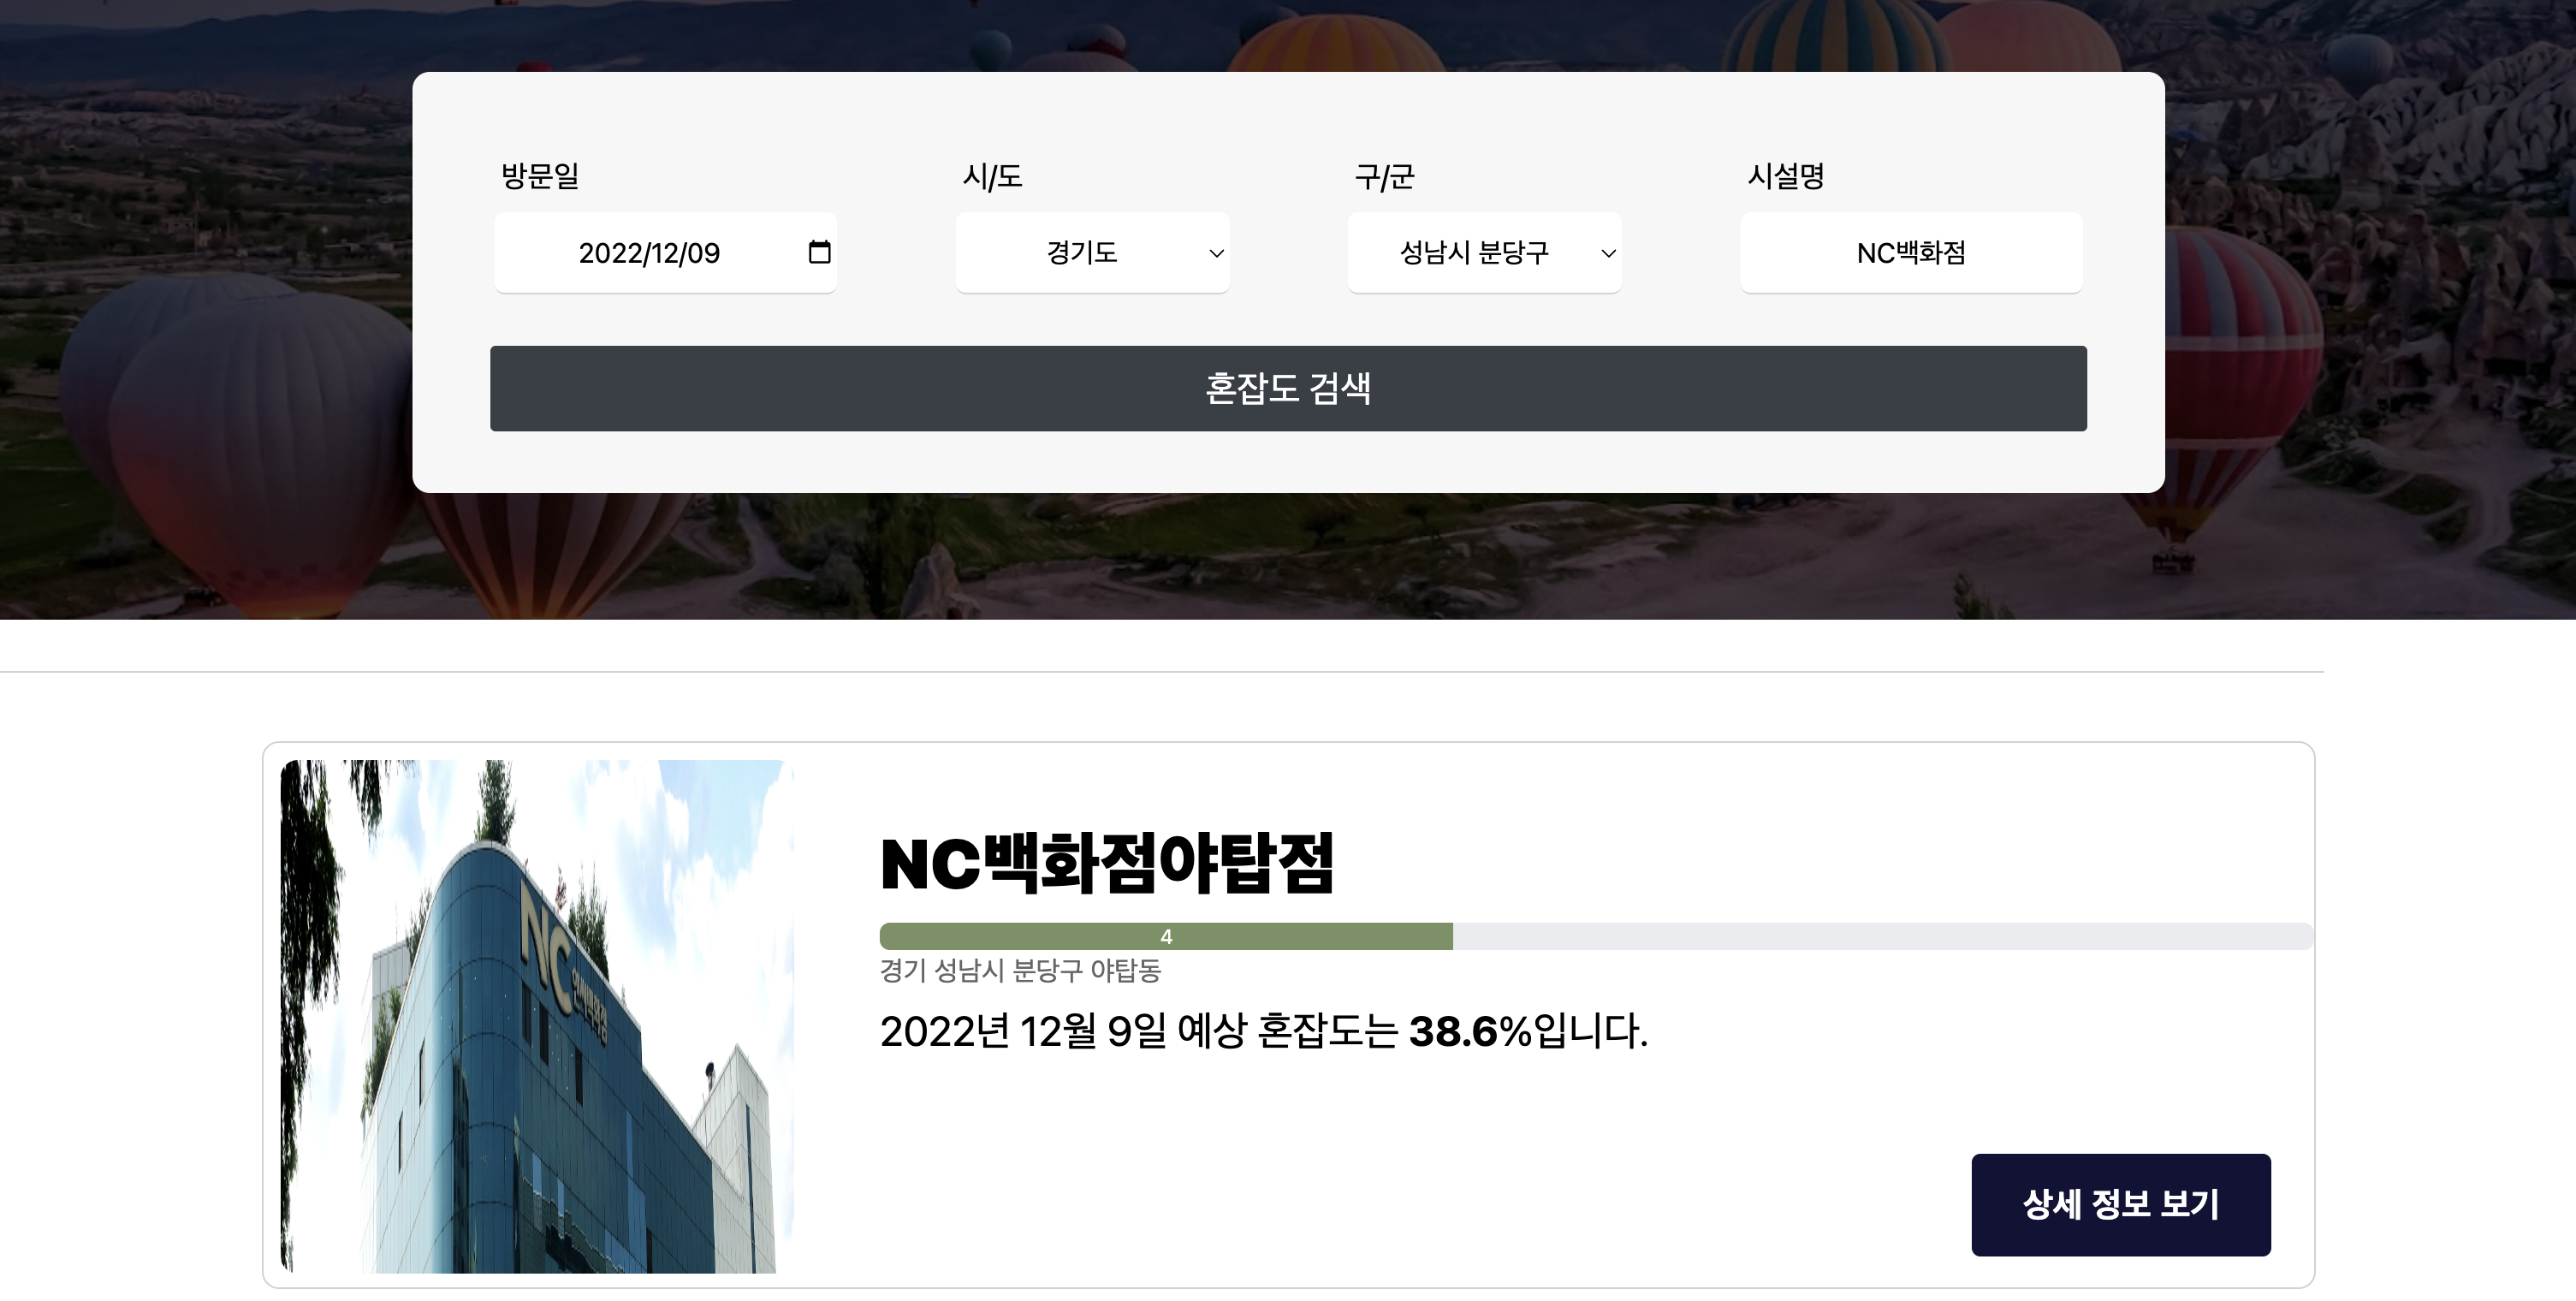 방문일 시/도 구/군 시설명
2022/12/09 경기도 성남시 분당구 NC백화점
혼잡도 검색
NC
NC백화점야탑점
4
경기 성남시 분당구 야탑동
2022년 12월 9일 예상 혼잡도는 38.6%입니다.
상세 정보 보기